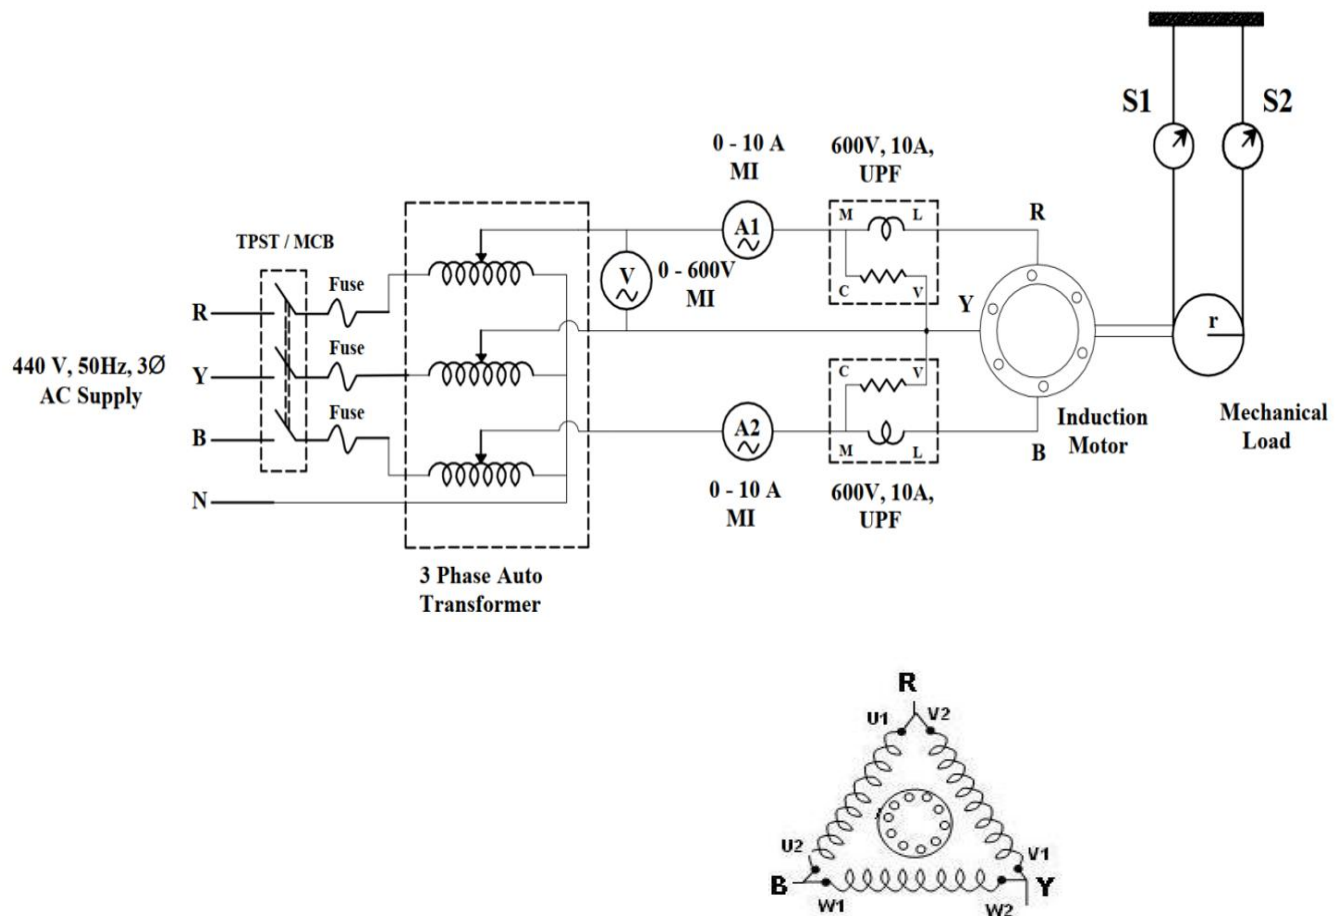 S1
S2
0 - 10 A
MI
600V, 10A,
UPF
M
L
R
A1
TPST / MCB
V
0 - 600V
MI
Fuse
C
V
Y
R
r
Fuse
440 V, 50Hz, 3Ø
AC Supply
Y
C
V
Fuse
A2
Induction
Motor
Mechanical
Load
B
M
L
B
N
0 - 10 A
MI
600V, 10A,
UPF
3 Phase Auto
Transformer
R
U1
V2
U2
V1
B
Y
W1
W2